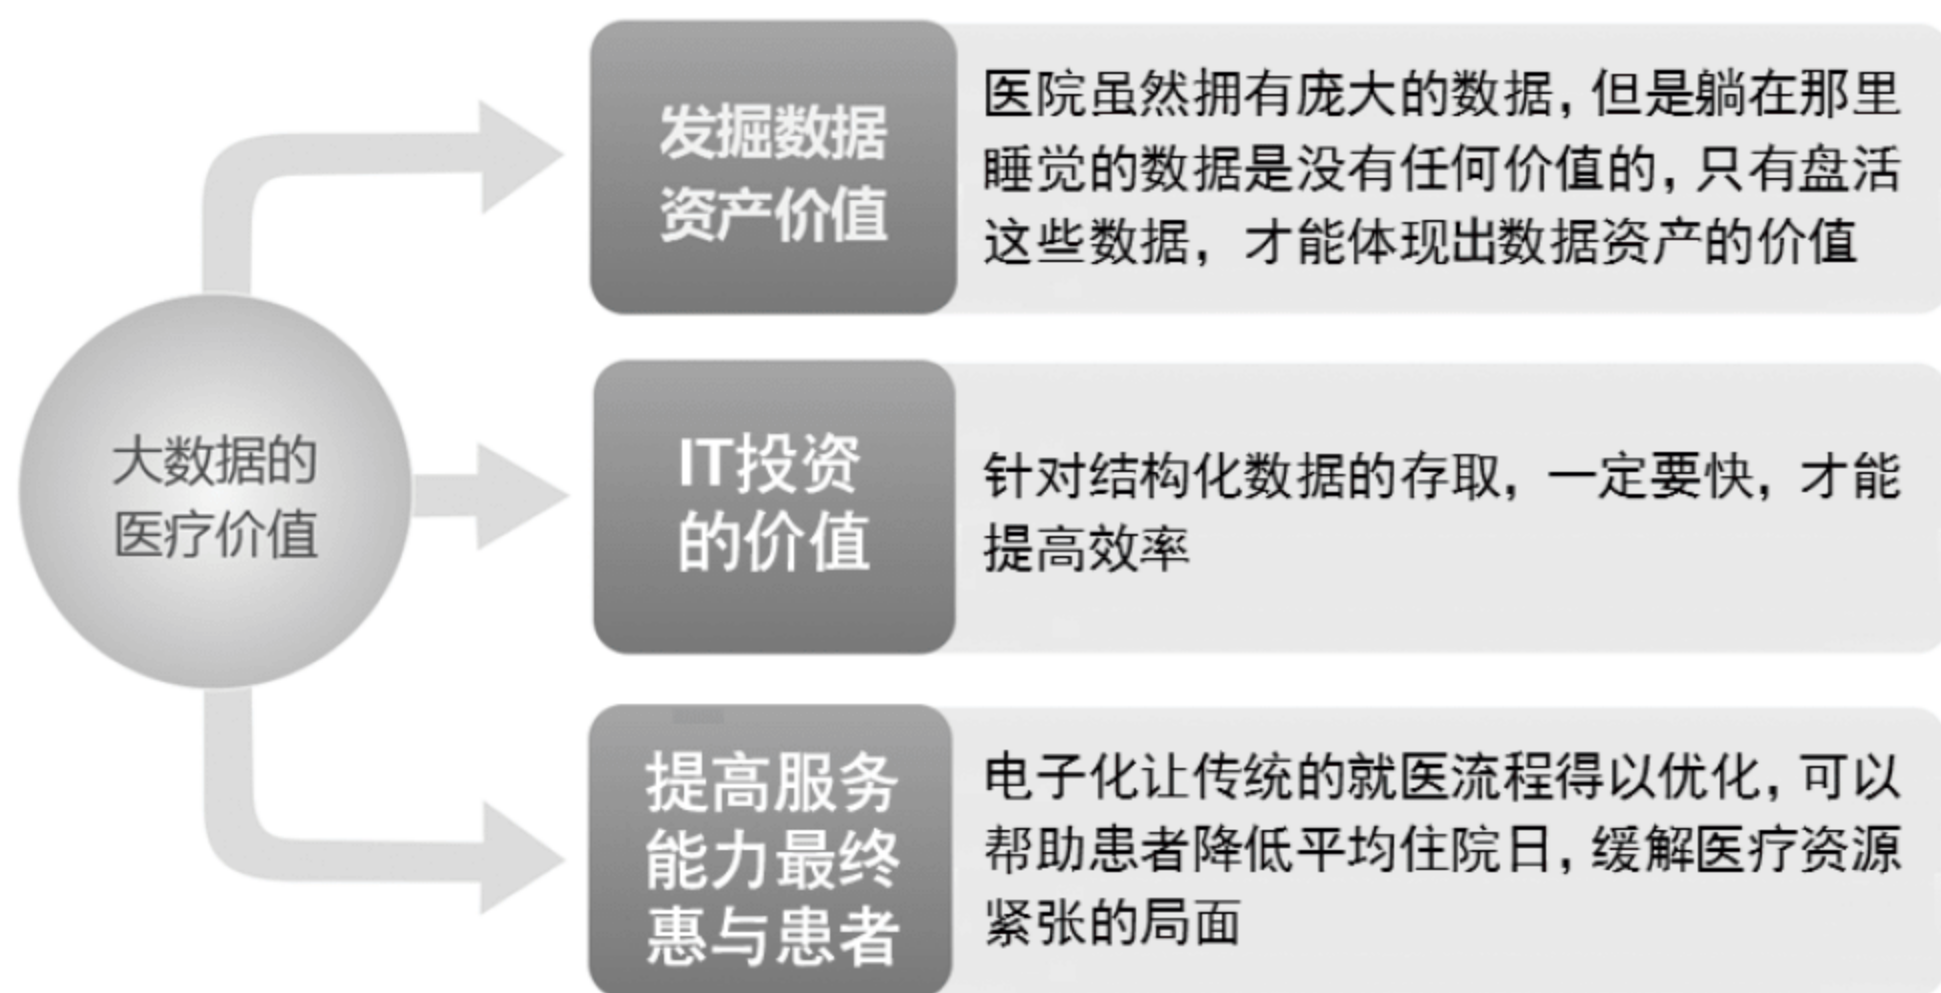 大数据的
医疗价值
发掘数据
资产价值
医院虽然拥有庞大的数据，但是躺在那里
睡觉的数据是没有任何价值的，只有盘活
这些数据，才能体现出数据资产的价值
IT投资
的价值
针对结构化数据的存取，一定要快，才能
提高效率
提高服务
能力最终
惠与患者
电子化让传统的就医流程得以优化，可以
帮助患者降低平均住院日，缓解医疗资源
紧张的局面